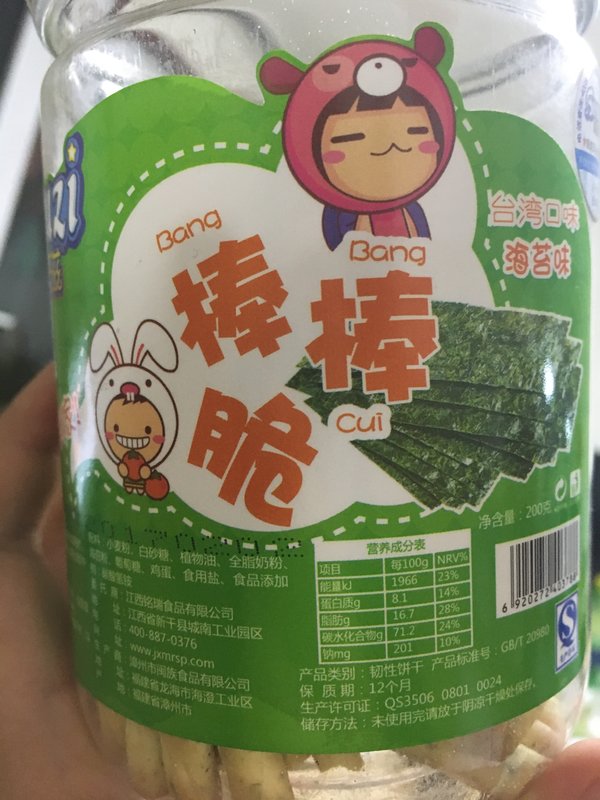 Bang
棒
Bang
棒
Cui
脆
台湾口味
海苔味
净含量：200克
小麦粉、白砂糖、植物油、全脂奶粉、
葡萄糖、鸡蛋、食用盐、食品添加
江西铭瑞食品有限公司
江西省新干县城南工业园区
400-887-0376
www.jxmrsp.com
漳州市闽族食品有限公司
福建省龙海市海澄工业区
福建省漳州市
营养成分表
项目 每100g NRV%
能量kJ 1966 23%
蛋白质g 8.1 14%
脂肪g 16.7 28%
碳水化合物g 71.2 24%
钠mg 201 10%
产品类别：韧性饼干 产品标准号：GB/T 20980
保 质 期：12个月
生产许可证：QS3506 0801 0024
储存方法：未使用完请放于阴凉干燥处保存。